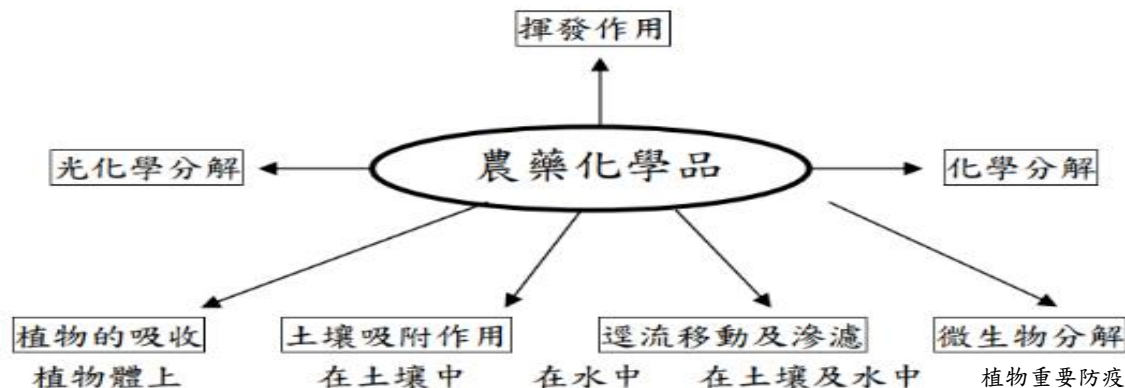 揮發作用
光化學分解 農藥化學品 化學分解
植物的吸收 土壤吸附作用 逕流移動及滲濾 微生物分解
植物體上 在土壤中 在水中 在土壤及水中 植物重要防疫